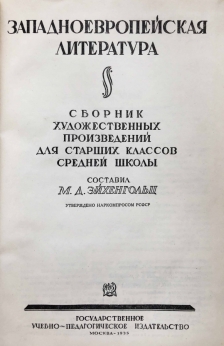 ЗАПАДНОЕВРОПЕЙСКАЯ
ЛИТЕРАТУРА
СБОРНИК
ХУДОЖЕСТВЕННЫХ
ПРОИЗВЕДЕНИЙ
ДЛЯ СТАРШИХ КЛАССОВ
СРЕДНЕЙ ШКОЛЫ
СОСТАВИЛ
М. Д. ЭЙХЕНГОЛЬЦ
УТВЕРЖДЕНО НАРКОМПРОСОМ РСФСР
ГОСУДАРСТВЕННОЕ
УЧЕБНО-ПЕДАГОГИЧЕСКОЕ ИЗДАТЕЛЬСТВО
МОСКВА